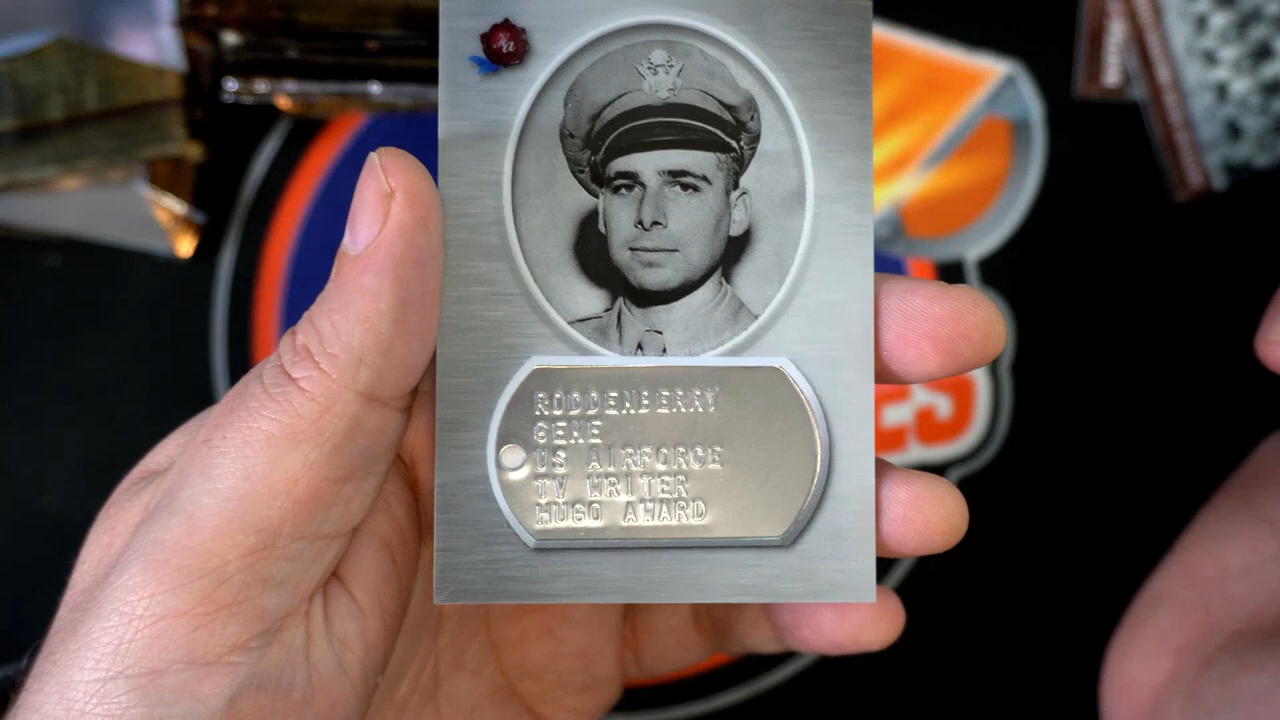 RODDENBERRY
GENE
US AIRFORCE
TV WRITER
HUGO AWARD